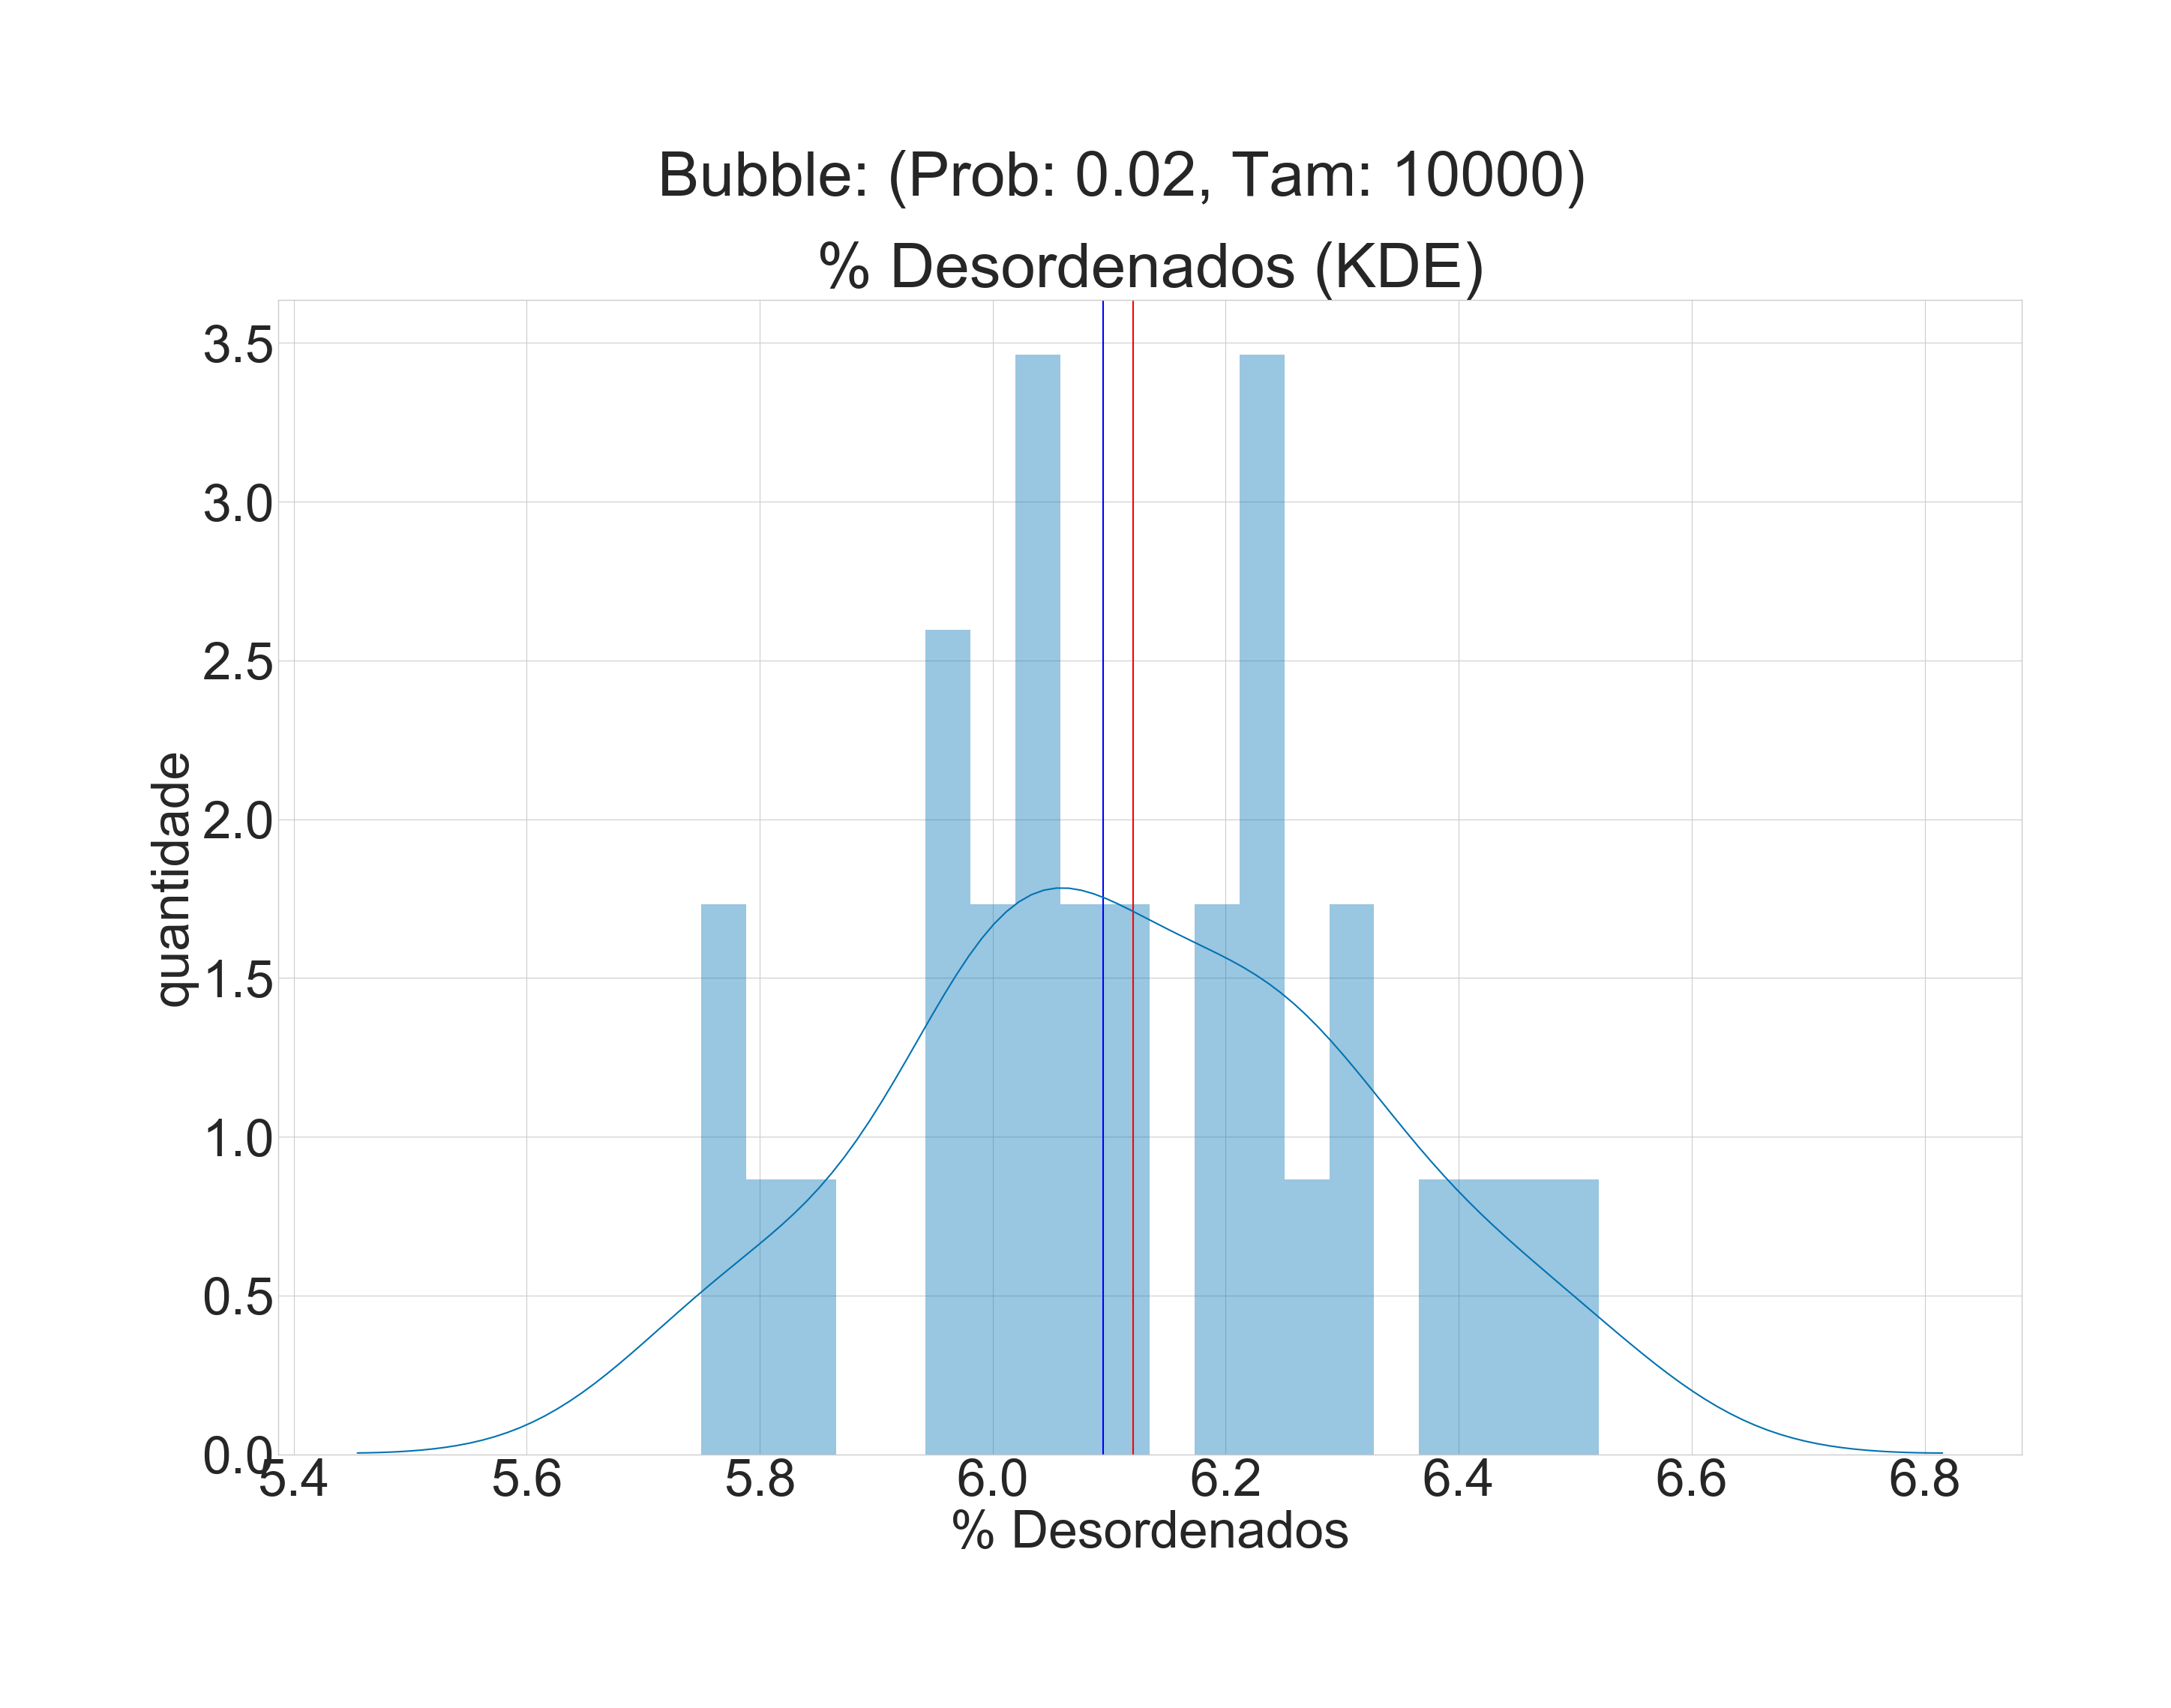 Bubble: (Prob: 0.02, Tam: 10000)
% Desordenados (KDE)
3.5
3.0
2.5
2.0
1.5
1.0
0.5
0.0
quantidade
5.4 5.6 5.8 6.0 6.2 6.4 6.6 6.8
% Desordenados